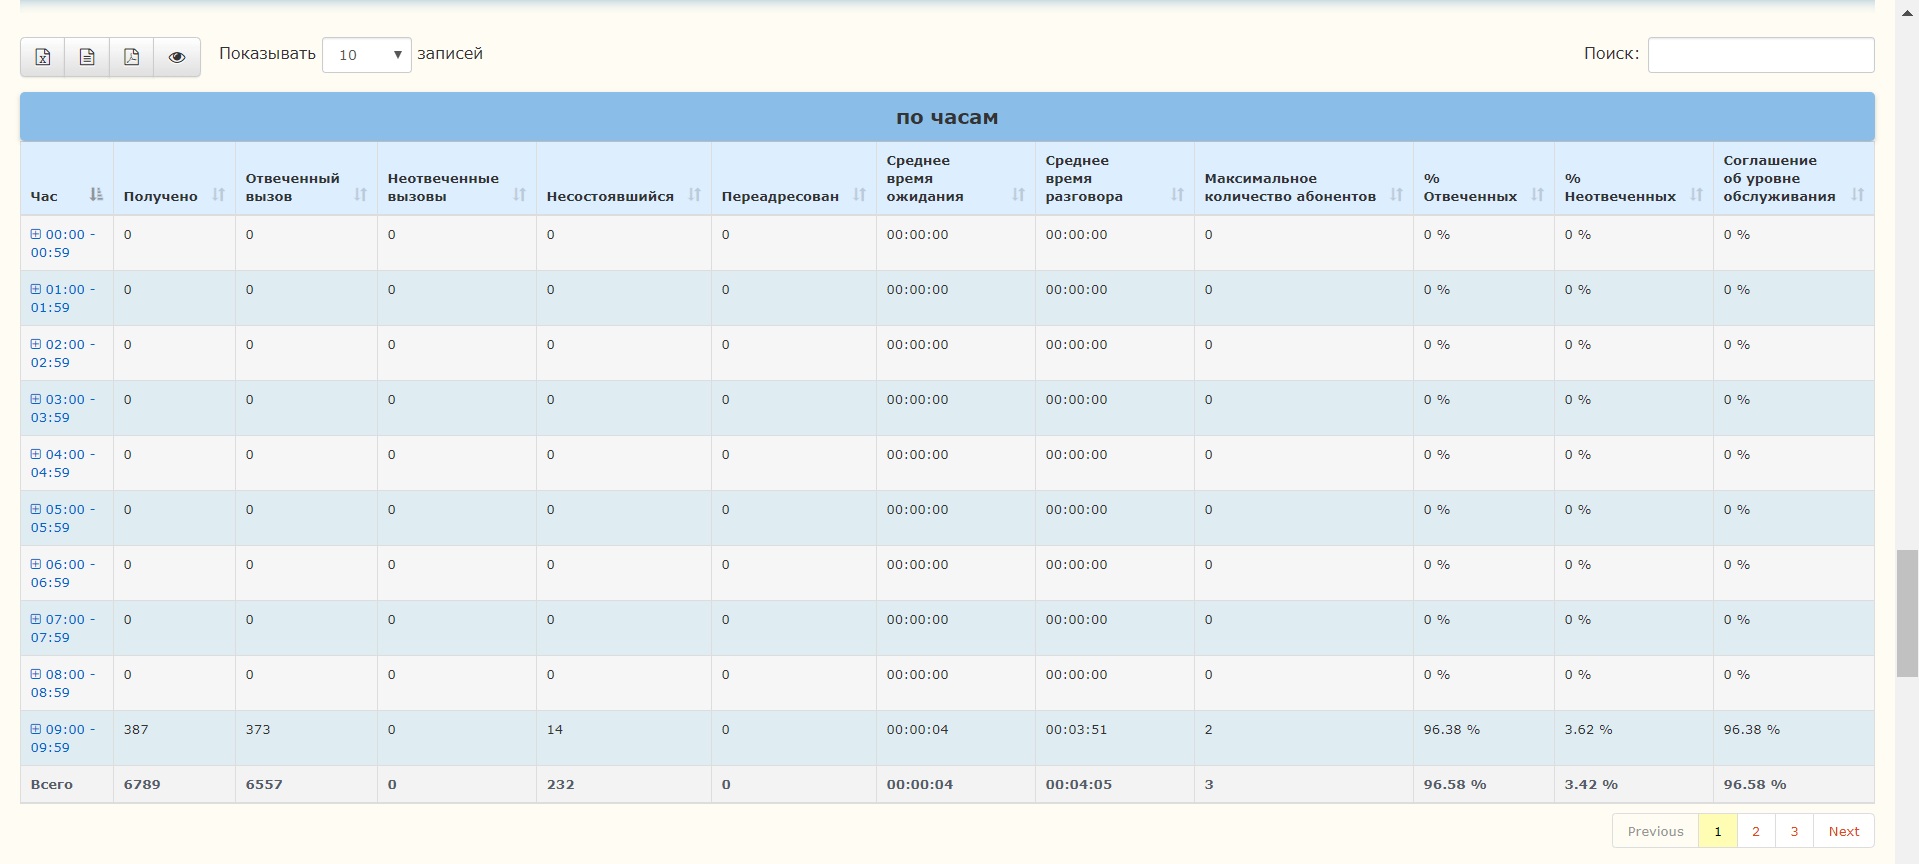 Показывать 10 записей Поиск:
по часам
Час Получено Отвеченный вызов Неотвеченные вызовы Несостоявшийся Переадресован Среднее время ожидания Среднее время разговора Максимальное количество абонентов % Отвеченных % Неотвеченных Соглашение об уровне обслуживания
00:00 - 00:59 0 0 0 0 0 00:00:00 00:00:00 0 0 % 0 % 0 %
01:00 - 01:59 0 0 0 0 0 00:00:00 00:00:00 0 0 % 0 % 0 %
02:00 - 02:59 0 0 0 0 0 00:00:00 00:00:00 0 0 % 0 % 0 %
03:00 - 03:59 0 0 0 0 0 00:00:00 00:00:00 0 0 % 0 % 0 %
04:00 - 04:59 0 0 0 0 0 00:00:00 00:00:00 0 0 % 0 % 0 %
05:00 - 05:59 0 0 0 0 0 00:00:00 00:00:00 0 0 % 0 % 0 %
06:00 - 06:59 0 0 0 0 0 00:00:00 00:00:00 0 0 % 0 % 0 %
07:00 - 07:59 0 0 0 0 0 00:00:00 00:00:00 0 0 % 0 % 0 %
08:00 - 08:59 0 0 0 0 0 00:00:00 00:00:00 0 0 % 0 % 0 %
09:00 - 09:59 387 373 0 14 0 00:00:04 00:03:51 2 96.38 % 3.62 % 96.38 %
Всего 6789 6557 0 232 0 00:00:04 00:04:05 3 96.58 % 3.42 % 96.58 %
Previous 1 2 3 Next